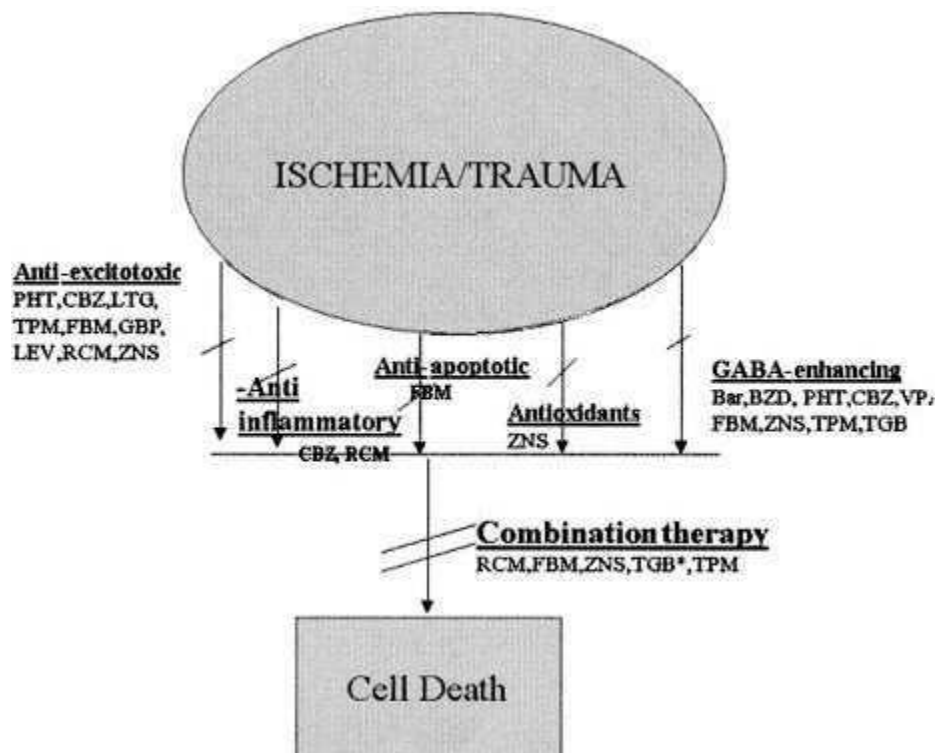 ISCHEMIA/TRAUMA
Anti-excitotoxic
PHT,CBZ,LTG,
TPM,FBM,GBP,
LEV,RCM,ZNS
-Anti
inflammatory
CBZ, RCM
Anti-apoptotic
FBM
Antioxidants
ZNS
GABA-enhancing
Bar,BZD, PHT,CBZ,VPA
FBM,ZNS,TPM,TGB
Combination therapy
RCM,FBM,ZNS,TGB*,TPM
Cell Death